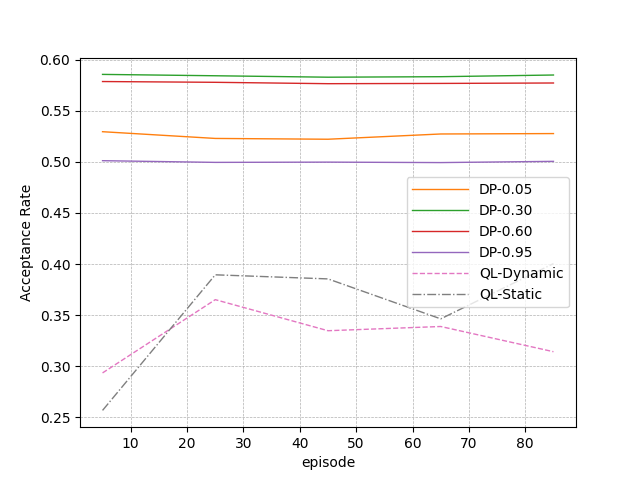 0.60
0.55
0.50
0.45
0.40
0.35
0.30
0.25
Acceptance Rate
DP-0.05
DP-0.30
DP-0.60
DP-0.95
QL-Dynamic
QL-Static
10 20 30 40 50 60 70 80
episode